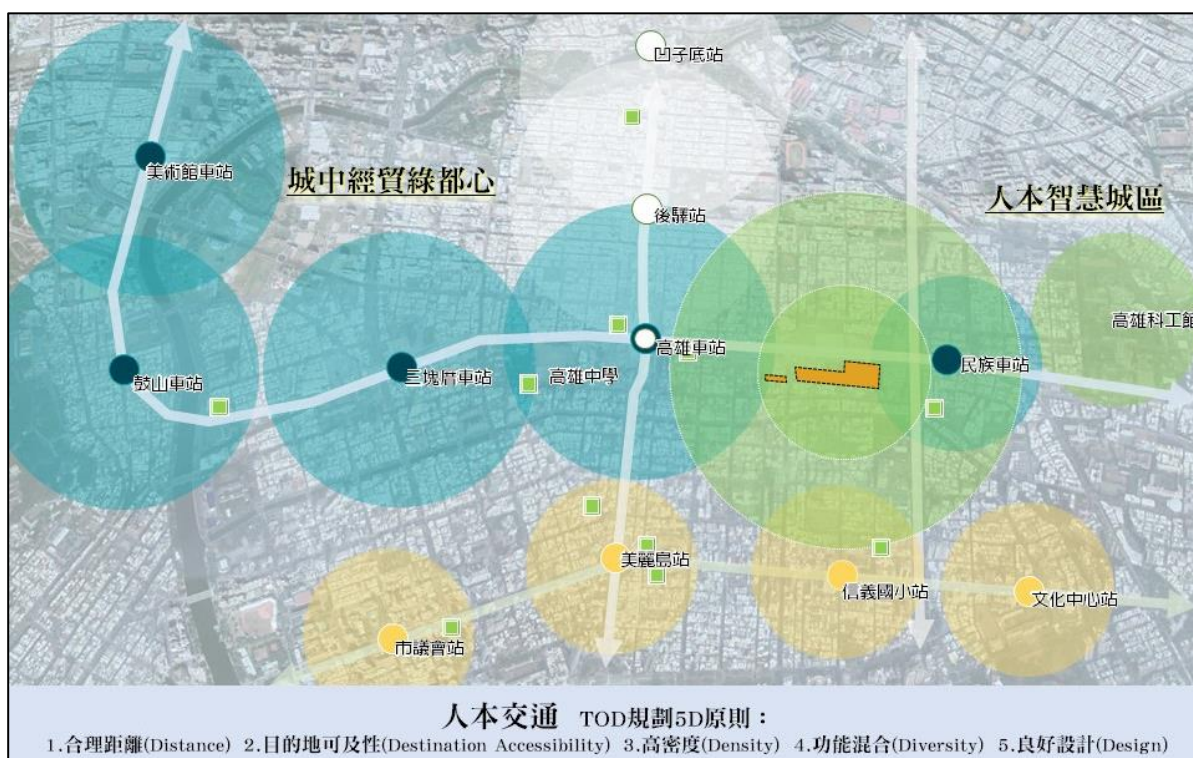 凹子底站
美術館車站
城中經貿綠都心
人本智慧城區
後驛站
高雄科工館
高雄車站
民族車站
鼓山車站
三塊厝車站
高雄中學
美麗島站
信義國小站
文化中心站
市議會站
人本交通 TOD規劃5D原則：
1.合理距離(Distance) 2.目的地可及性(Destination Accessibility) 3.高密度(Density) 4.功能混合(Diversity) 5.良好設計(Design)